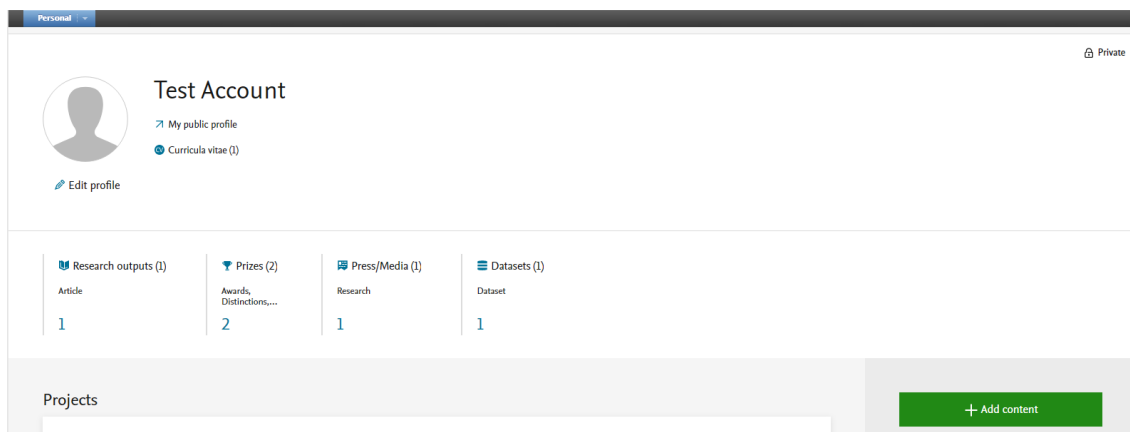 Personal
Private
Test Account
My public profile
CV Curricula vitae (1)
Edit profile
Research outputs (1)
Article
1
Prizes (2)
Awards,
Distinctions,...
2
Press/Media (1)
Research
1
Datasets (1)
Dataset
1
Projects
+ Add content